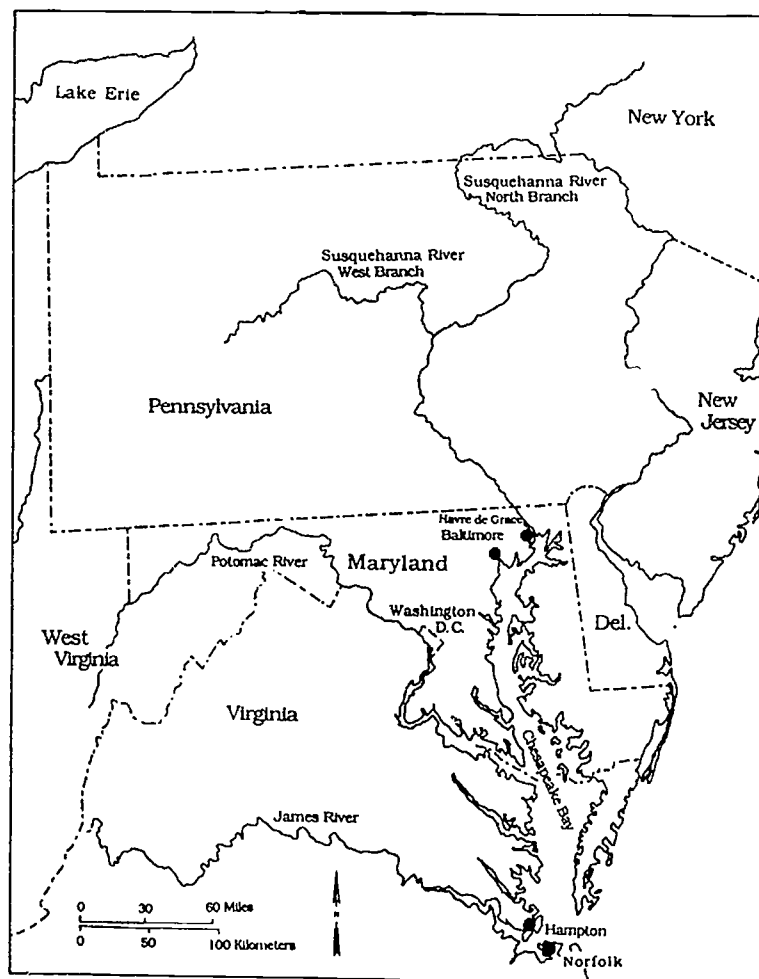 Lake Erie
New York
Susquehanna River
North Branch
Susquehanna River
West Branch
Pennsylvania
New
Jersey
Havre de Grace
Baltimore
Maryland
Potomac River
Washington
D.C.
Del.
West
Virginia
Virginia
Chesapeake Bay
James River
0 30 60 Miles
0 50 100 Kilometers
N
Hampton
Norfolk